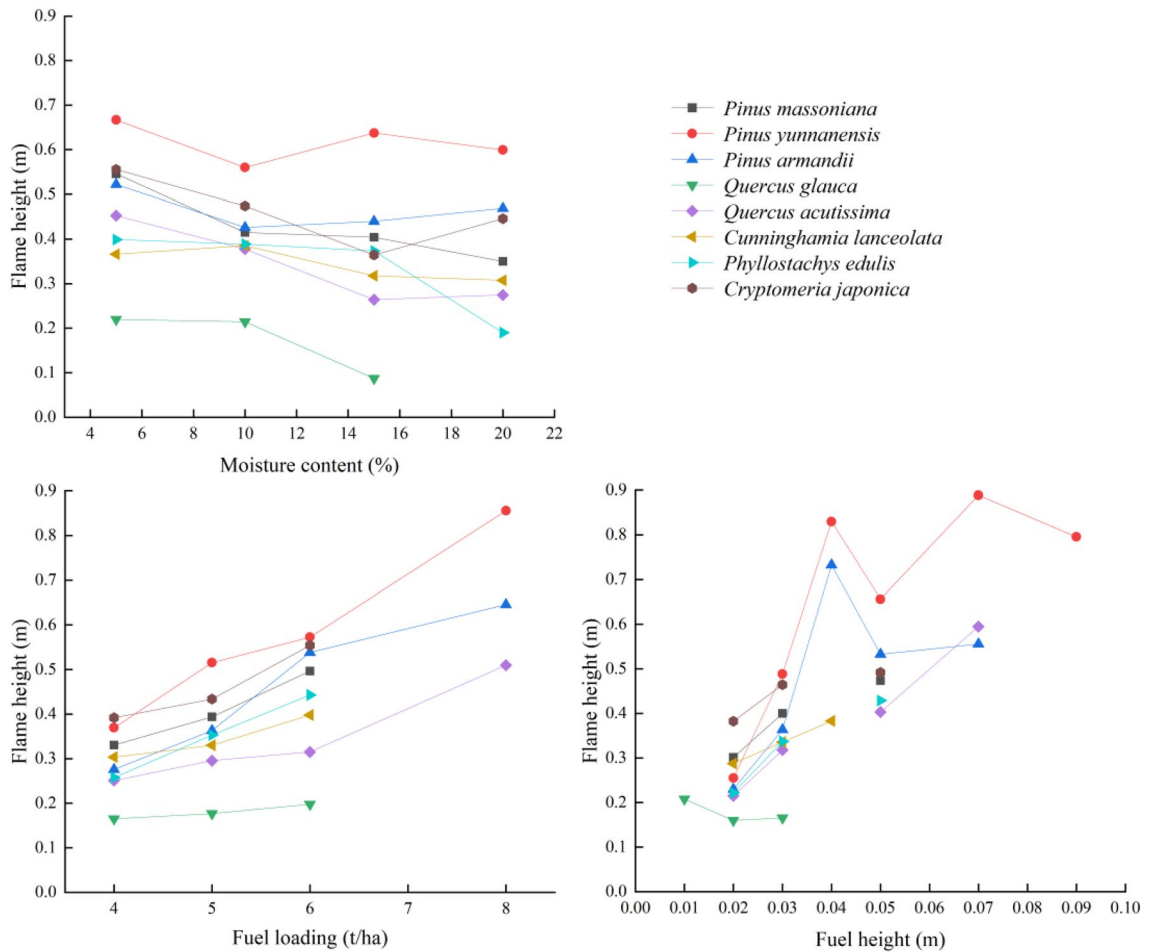 0.9
0.8
0.7
0.6
0.5
0.4
0.3
0.2
0.1
0.0
Flame height (m)
4 6 8 10 12 14 16 18 20 22
Moisture content (%)
Pinus massoniana
Pinus yunnanensis
Pinus armandii
Quercus glauca
Quercus acutissima
Cunninghamia lanceolata
Phyllostachys edulis
Cryptomeria japonica
0.9
0.8
0.7
0.6
0.5
0.4
0.3
0.2
0.1
0.0
Flame height (m)
4 5 6 7 8
Fuel loading (t/ha)
0.9
0.8
0.7
0.6
0.5
0.4
0.3
0.2
0.1
0.0
Flame height (m)
0.00 0.01 0.02 0.03 0.04 0.05 0.06 0.07 0.08 0.09 0.10
Fuel height (m)